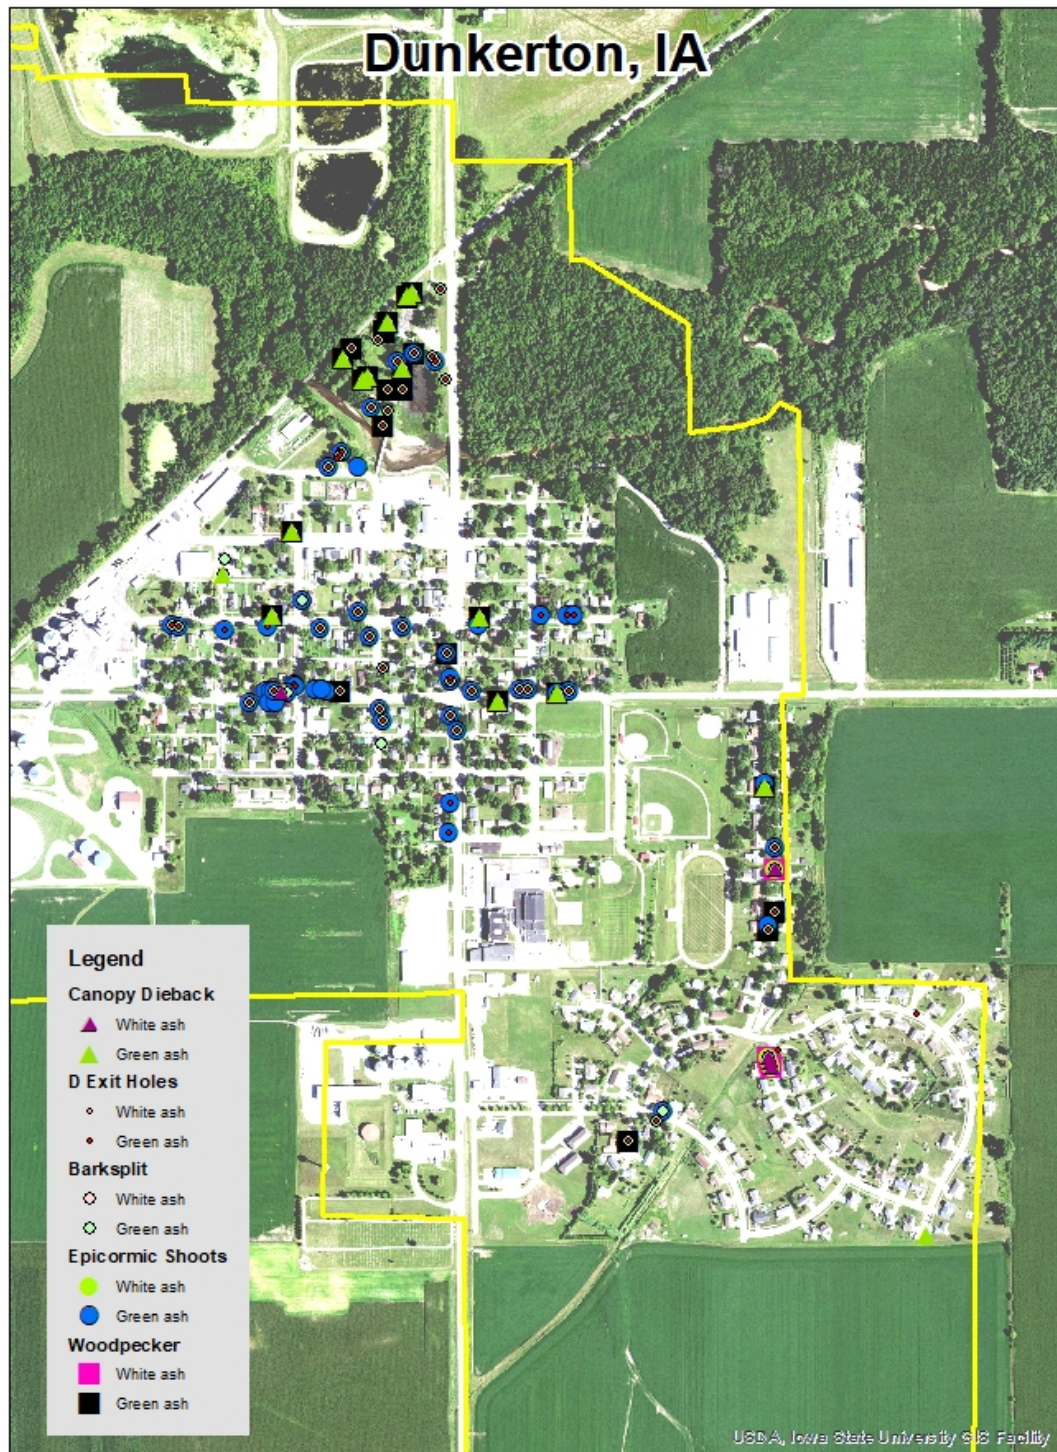 Dunkerton, IA
Legend
Canopy Dieback
White ash
Green ash
D Exit Holes
White ash
Green ash
Barksplit
White ash
Green ash
Epicormic Shoots
White ash
Green ash
Woodpecker
White ash
Green ash
USDA, Iowa State University GIS Facility